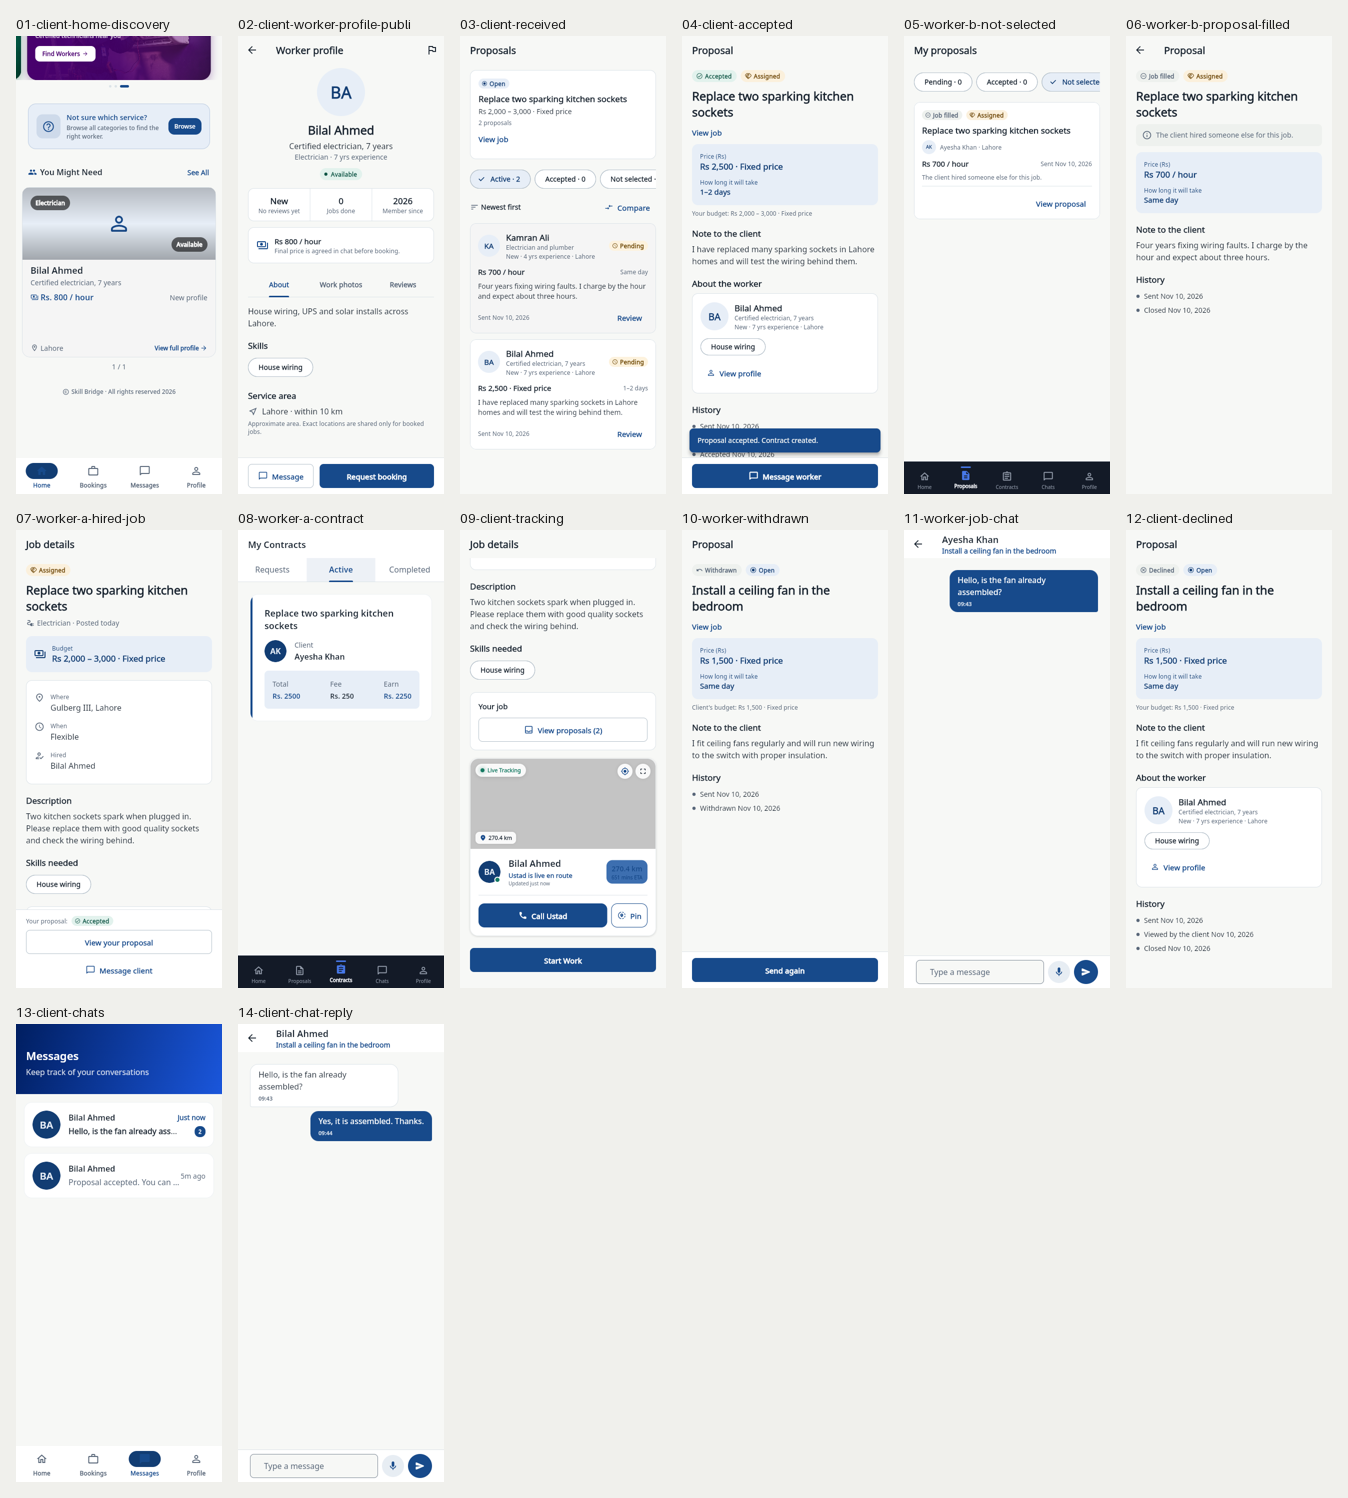 01-client-home-discovery
Find Workers →
Not sure which service?
Browse all categories to find the
right worker.
Browse
You Might Need
See All
Electrician
Available
Bilal Ahmed
Certified electrician, 7 years
Rs. 800 / hour
New profile
Lahore
View full profile →
1 / 1
© Skill Bridge · All rights reserved 2026
Home
Bookings
Messages
Profile
02-client-worker-profile-publi
Worker profile
BA
Bilal Ahmed
Certified electrician, 7 years
Electrician · 7 yrs experience
Available
New
No reviews yet
0
Jobs done
2026
Member since
Rs 800 / hour
Final price is agreed in chat before booking.
About
Work photos
Reviews
House wiring, UPS and solar installs across
Lahore.
Skills
House wiring
Service area
Lahore · within 10 km
Approximate area. Exact locations are shared only for booked
jobs.
Message
Request booking
03-client-received
Proposals
Open
Replace two sparking kitchen sockets
Rs 2,000 – 3,000 · Fixed price
2 proposals
View job
Active · 2
Accepted · 0
Not selected ·
Newest first
Compare
KA
Kamran Ali
Electrician and plumber
New · 4 yrs experience · Lahore
Pending
Rs 700 / hour
Same day
Four years fixing wiring faults. I charge by the hour
and expect about three hours.
Sent Nov 10, 2026
Review
BA
Bilal Ahmed
Certified electrician, 7 years
New · 7 yrs experience · Lahore
Pending
Rs 2,500 · Fixed price
1–2 days
I have replaced many sparking sockets in Lahore
homes and will test the wiring behind them.
Sent Nov 10, 2026
Review
04-client-accepted
Proposal
Accepted
Assigned
Replace two sparking kitchen
sockets
View job
Price (Rs)
Rs 2,500 · Fixed price
How long it will take
1–2 days
Your budget: Rs 2,000 – 3,000 · Fixed price
Note to the client
I have replaced many sparking sockets in Lahore
homes and will test the wiring behind them.
About the worker
BA
Bilal Ahmed
Certified electrician, 7 years
New · 7 yrs experience · Lahore
House wiring
View profile
History
Sent Nov 10, 2026
Proposal accepted. Contract created.
Accepted Nov 10, 2026
Message worker
05-worker-b-not-selected
My proposals
Pending · 0
Accepted · 0
Not selecte
Job filled
Assigned
Replace two sparking kitchen sockets
AK
Ayesha Khan · Lahore
Rs 700 / hour
Sent Nov 10, 2026
The client hired someone else for this job.
View proposal
Home
Proposals
Contracts
Chats
Profile
06-worker-b-proposal-filled
Proposal
Job filled
Assigned
Replace two sparking kitchen
sockets
The client hired someone else for this job.
Price (Rs)
Rs 700 / hour
How long it will take
Same day
Note to the client
Four years fixing wiring faults. I charge by the
hour and expect about three hours.
History
Sent Nov 10, 2026
Closed Nov 10, 2026
07-worker-a-hired-job
Job details
Assigned
Replace two sparking kitchen
sockets
Electrician · Posted today
Budget
Rs 2,000 – 3,000 · Fixed price
Where
Gulberg III, Lahore
When
Flexible
Hired
Bilal Ahmed
Description
Two kitchen sockets spark when plugged in.
Please replace them with good quality sockets
and check the wiring behind.
Skills needed
House wiring
Your proposal:
Accepted
View your proposal
Message client
08-worker-a-contract
My Contracts
Requests
Active
Completed
Replace two sparking kitchen
sockets
AK
Client
Ayesha Khan
Total
Rs. 2500
Fee
Rs. 250
Earn
Rs. 2250
Home
Proposals
Contracts
Chats
Profile
09-client-tracking
Job details
Description
Two kitchen sockets spark when plugged in.
Please replace them with good quality sockets
and check the wiring behind.
Skills needed
House wiring
Your job
View proposals (2)
Live Tracking
270.4 km
BA
Bilal Ahmed
Ustad is live en route
Updated just now
270.4 km
Call Ustad
Pin
Start Work
10-worker-withdrawn
Proposal
Withdrawn
Open
Install a ceiling fan in the
bedroom
View job
Price (Rs)
Rs 1,500 · Fixed price
How long it will take
Same day
Client's budget: Rs 1,500 · Fixed price
Note to the client
I fit ceiling fans regularly and will run new wiring
to the switch with proper insulation.
History
Sent Nov 10, 2026
Withdrawn Nov 10, 2026
Send again
11-worker-job-chat
Ayesha Khan
Install a ceiling fan in the bedroom
Hello, is the fan already
assembled?
09:43
Type a message
12-client-declined
Proposal
Declined
Open
Install a ceiling fan in the
bedroom
View job
Price (Rs)
Rs 1,500 · Fixed price
How long it will take
Same day
Your budget: Rs 1,500 · Fixed price
Note to the client
I fit ceiling fans regularly and will run new wiring
to the switch with proper insulation.
About the worker
BA
Bilal Ahmed
Certified electrician, 7 years
New · 7 yrs experience · Lahore
House wiring
View profile
History
Sent Nov 10, 2026
Viewed by the client Nov 10, 2026
Closed Nov 10, 2026
13-client-chats
Messages
Keep track of your conversations
BA
Bilal Ahmed
Just now
Hello, is the fan already ass...
2
BA
Bilal Ahmed
5m ago
Proposal accepted. You can ...
Home
Bookings
Messages
Profile
14-client-chat-reply
Bilal Ahmed
Install a ceiling fan in the bedroom
Hello, is the fan already
assembled?
09:43
Yes, it is assembled. Thanks.
09:44
Type a message